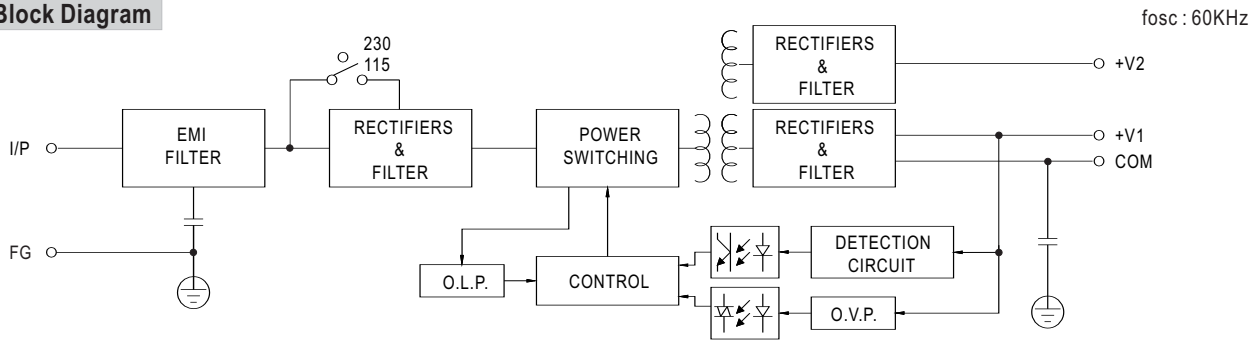 Block Diagram
fosc : 60KHz
230
115
I/P
EMI
FILTER
RECTIFIERS
&
FILTER
POWER
SWITCHING
RECTIFIERS
&
FILTER
+V2
RECTIFIERS
&
FILTER
+V1
COM
FG
O.L.P.
CONTROL
DETECTION
CIRCUIT
O.V.P.